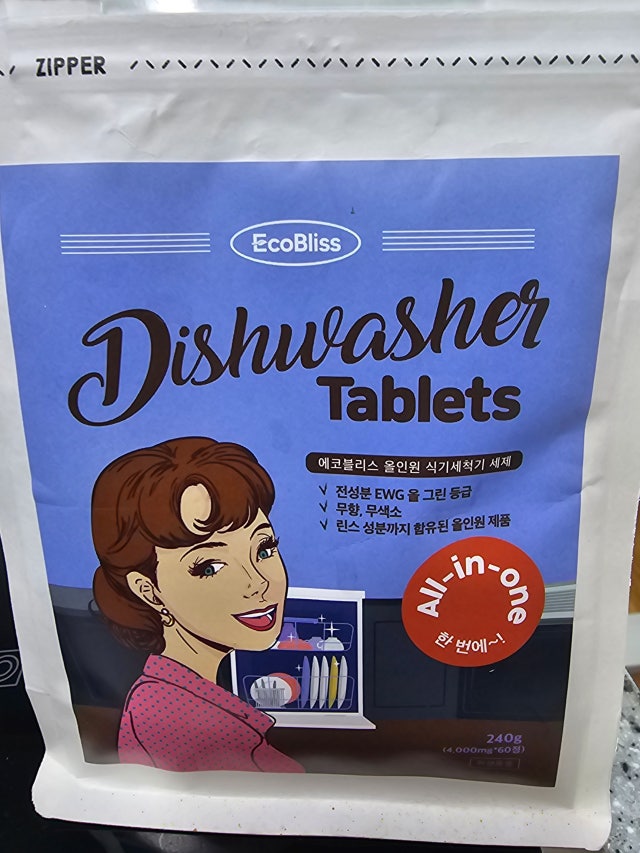 ZIPPER
EcoBliss
Dishwasher
Tablets
에코블리스 올인원 식기세척기 세제
√ 전성분 EWG 올 그린 등급
√ 무향, 무색소
√ 린스 성분까지 함유된 올인원 제품
All-in-one
한 번에~!
240g
(4,000mg*60정)